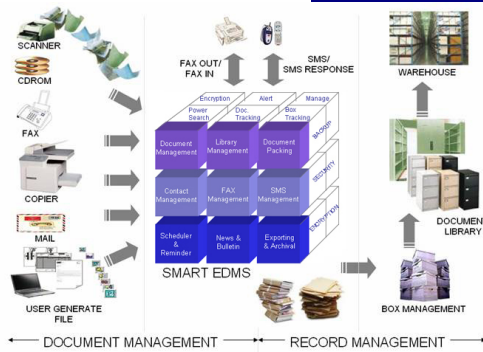 SCANNER
CDROM
FAX
COPIER
MAIL
USER GENERATE
FILE
FAX OUT/
FAX IN
SMS/
SMS RESPONSE
Encryption
Alert
Manage
Power
Search
Doc.
Tracking
Box
Tracking
Document
Management
Library
Management
Document
Packing
BACKUP
Contact
Management
FAX
Management
SMS
Management
SECURITY
Scheduler
&
Reminder
News &
Bulletin
Exporting
& Archival
ENCRYPTION
SMART EDMS
WAREHOUSE
DOCUMENT
LIBRARY
BOX MANAGEMENT
DOCUMENT MANAGEMENT
RECORD MANAGEMENT